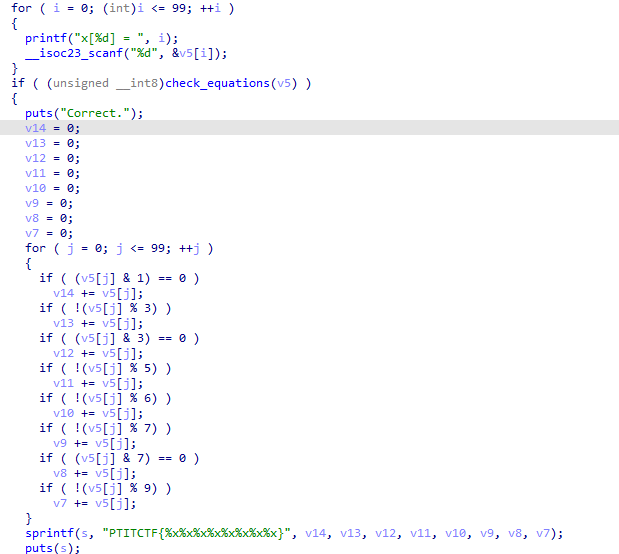 for ( i = 0; (int)i <= 99; ++i )
{
printf("x[%d] = ", i);
__isoc23_scanf("%d", &v5[i]);
}
if ( (unsigned __int8)check_equations(v5) )
{
puts("Correct.");
v14 = 0;
v13 = 0;
v12 = 0;
v11 = 0;
v10 = 0;
v9 = 0;
v8 = 0;
v7 = 0;
for ( j = 0; j <= 99; ++j )
{
if ( (v5[j] & 1) == 0 )
v14 += v5[j];
if ( !(v5[j] % 3) )
v13 += v5[j];
if ( (v5[j] & 3) == 0 )
v12 += v5[j];
if ( !(v5[j] % 5) )
v11 += v5[j];
if ( !(v5[j] % 6) )
v10 += v5[j];
if ( !(v5[j] % 7) )
v9 += v5[j];
if ( (v5[j] & 7) == 0 )
v8 += v5[j];
if ( !(v5[j] % 9) )
v7 += v5[j];
}
sprintf(s, "PTITCTF{%x%x%x%x%x%x%x%x}", v14, v13, v12, v11, v10, v9, v8, v7);
puts(s);